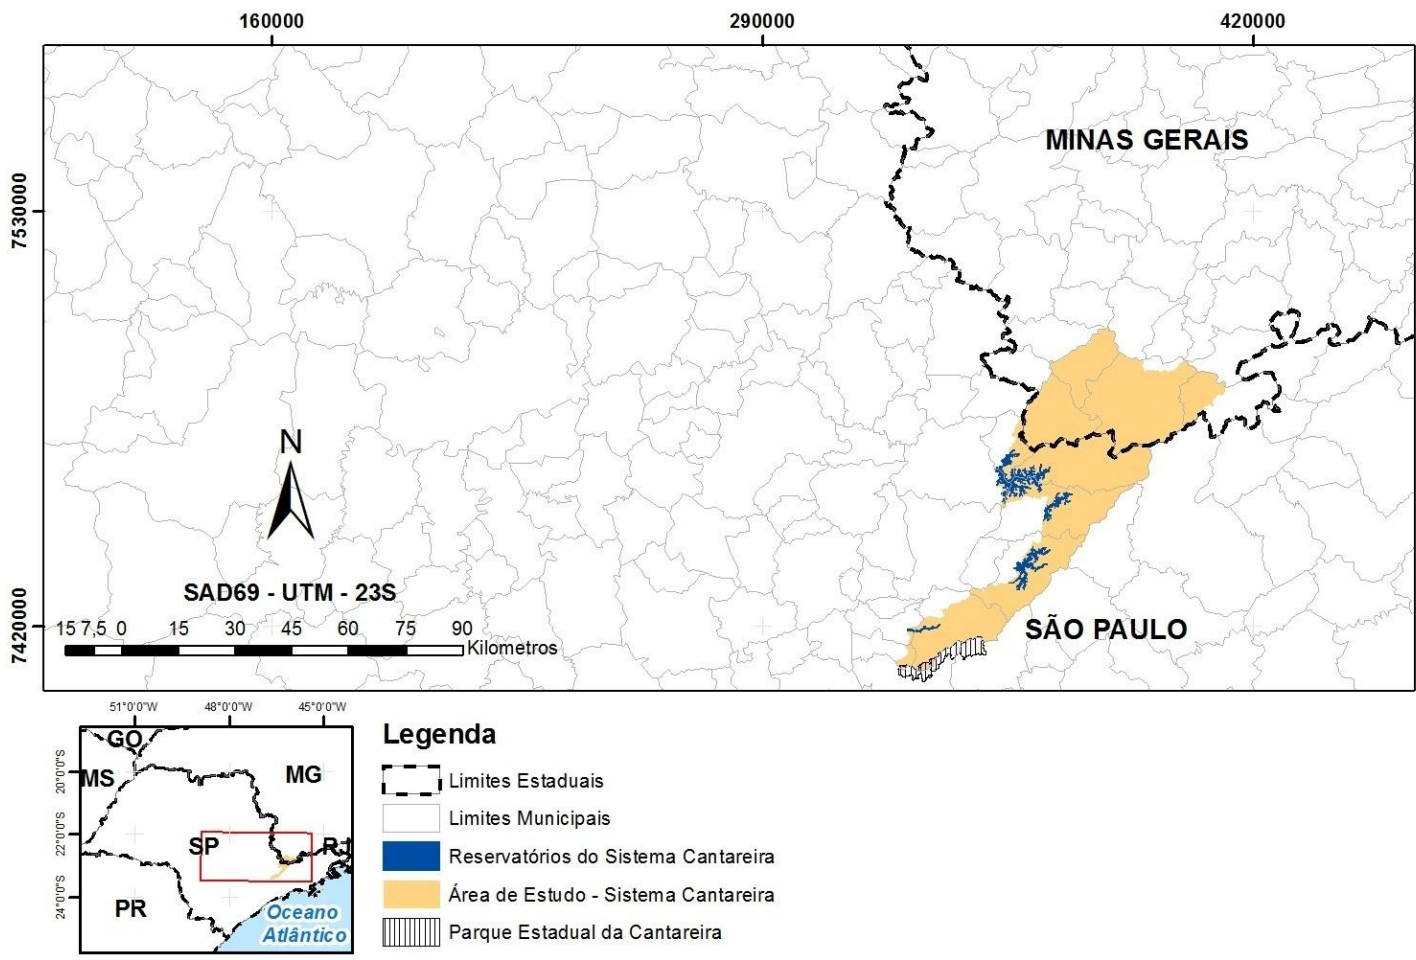 160000 290000 420000
MINAS GERAIS
7530000
N
SAD69 - UTM - 23S
7420000
15 7,5 0 15 30 45 60 75 90
Kilometros
SÃO PAULO
51°0'0"W 48°0'0"W 45°0'0"W
GO
MS
MG
SP
RJ
PR
Oceano
Atlântico
20°0'0"S
22°0'0"S
24°0'0"S
Legenda
Limites Estaduais
Limites Municipais
Reservatórios do Sistema Cantareira
Área de Estudo - Sistema Cantareira
Parque Estadual da Cantareira